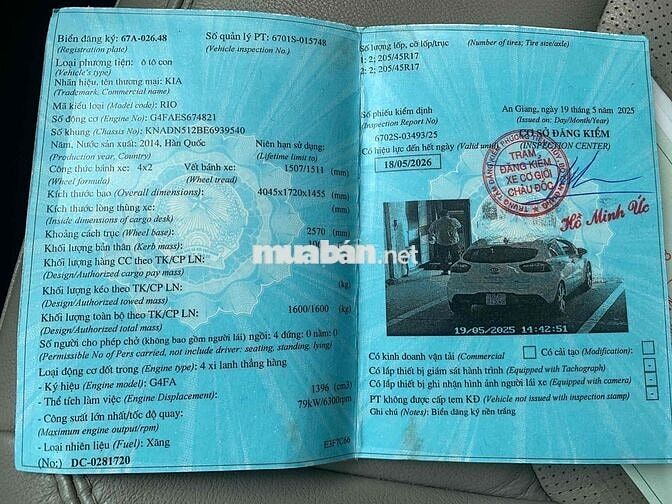 Biển đăng ký: 67A-026.48 Số quản lý PT: 6701S-015748
(Registration plate) (Vehicle inspection No.)
Loại phương tiện: ô tô con
(Vehicle's type)
Nhãn hiệu, tên thương mại: KIA
(Trademark, Commercial name)
Mã kiểu loại (Model code): RIO
Số động cơ (Engine No): G4FAES674821
Số khung (Chassis No): KNADN512BE6939540
Năm, Nước sản xuất: 2014, Hàn Quốc Niên hạn sử dụng:
(Production year, Country) (Lifetime limit to)
Công thức bánh xe: 4x2 Vết bánh xe: 1507/1511 (mm)
(Wheel formula) (Wheel tread)
Kích thước bao (Overall dimensions): 4045x1720x1455 (mm)
Kích thước lòng thùng xe: (mm)
(Inside dimensions of cargo desk)
Khoảng cách trục (Wheel base): 2570 (mm)
Khối lượng bản thân (Kerb mass):
Khối lượng hàng CC theo TK/CP LN:
(Design/Authorized cargo pay mass)
Khối lượng kéo theo TK/CP LN: (kg)
(Design/Authorized towed mass)
Khối lượng toàn bộ theo TK/CP LN: 1600/1600 (kg)
(Design/Authorized total mass)
Số người cho phép chở (không bao gồm người lái) ngồi: 4 đứng: 0 nằm: 0
(Permissible No of Pers carried, not include driver: seating, standing, lying)
Loại động cơ đốt trong (Engine type): 4 xi lanh thẳng hàng
- Ký hiệu (Engine model): G4FA
- Thể tích làm việc (Engine Displacement): 1396 (cm3)
- Công suất lớn nhất/tốc độ quay: 79kW/6300rpm
(Maximum engine output/rpm)
- Loại nhiên liệu (Fuel): Xăng E3F7C66
(No:) DC-0281720
Số lượng lốp, cỡ lốp/trục (Number of tires; Tire size/axle)
1: 2; 205/45R17
2: 2; 205/45R17
Số phiếu kiểm định An Giang, ngày 19 tháng 5 năm 2025
(Inspection Report No) (Issued on: Day/Month/Year)
6702S-03493/25 CƠ SỞ ĐĂNG KIỂM
Có hiệu lực đến hết ngày (Valid until) (INSPECTION CENTER)
18/05/2026
TRẠM
ĐĂNG KIỂM
XE CƠ GIỚI
CHÂU ĐỐC
Hồ Minh Úc
muaban.net
19/05/2025 14:42:51
Có kinh doanh vận tải (Commercial) Có cải tạo (Modification):
Có lắp thiết bị giám sát hành trình (Equipped with Tachograph)
Có lắp thiết bị ghi nhận hình ảnh người lái xe (Equipped with camera)
PT không được cấp tem KĐ (Vehicle not issued with inspection stamp)
Ghi chú (Notes): Biển đăng ký nền trắng